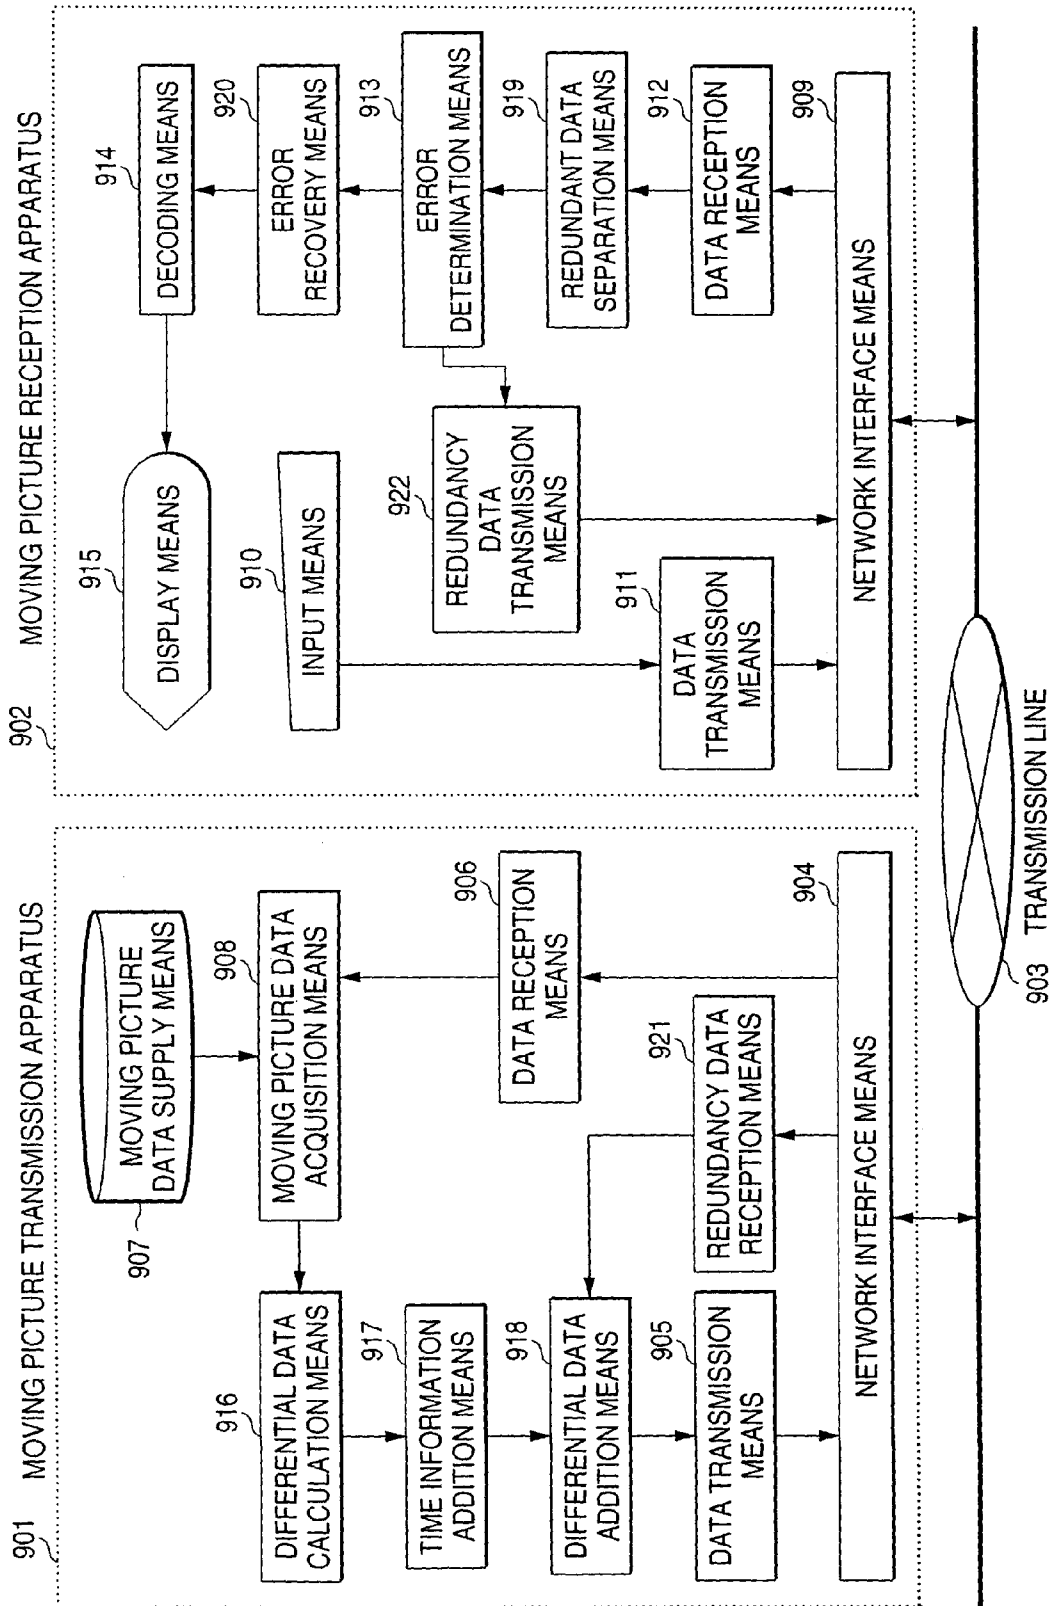 901
MOVING PICTURE TRANSMISSION APPARATUS
MOVING PICTURE
DATA SUPPLY MEANS
907
916
DIFFERENTIAL DATA
CALCULATION MEANS
908
MOVING PICTURE DATA
ACQUISITION MEANS
917
TIME INFORMATION
ADDITION MEANS
918
DIFFERENTIAL DATA
ADDITION MEANS
906
DATA RECEPTION
MEANS
905
DATA TRANSMISSION
MEANS
921
REDUNDANCY DATA
RECEPTION MEANS
904
NETWORK INTERFACE MEANS
902
MOVING PICTURE RECEPTION APPARATUS
915
DISPLAY MEANS
914
DECODING MEANS
910
INPUT MEANS
920
ERROR
RECOVERY MEANS
913
ERROR
DETERMINATION MEANS
922
REDUNDANCY
DATA
TRANSMISSION
MEANS
919
REDUNDANT DATA
SEPARATION MEANS
911
DATA
TRANSMISSION
MEANS
912
DATA RECEPTION
MEANS
909
NETWORK INTERFACE MEANS
903
TRANSMISSION LINE